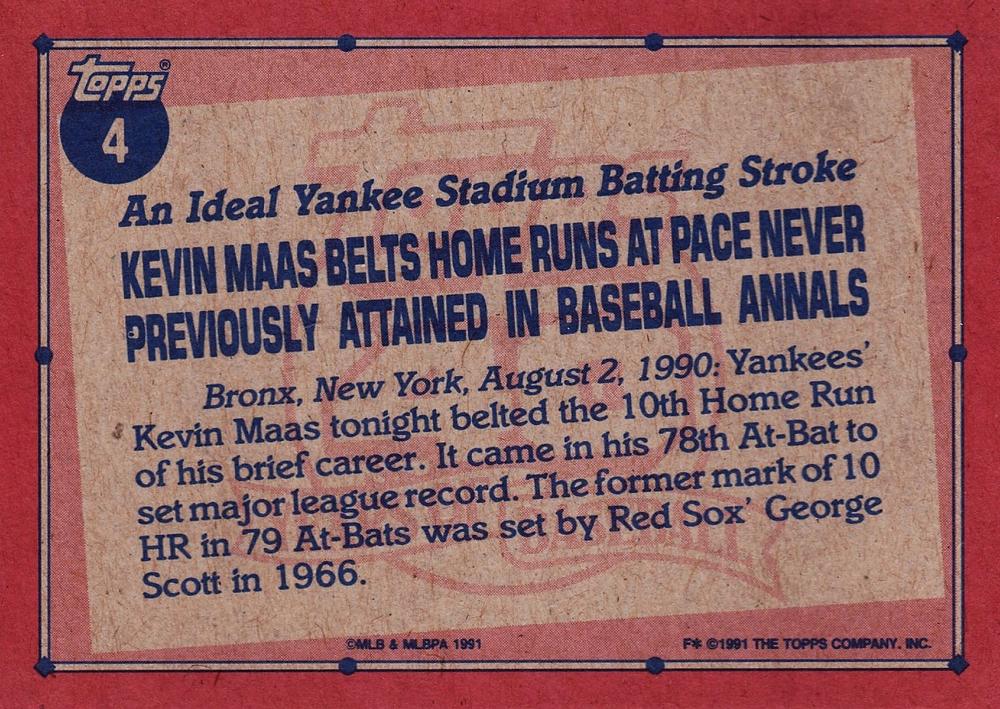 Topps®
4
An Ideal Yankee Stadium Batting Stroke
KEVIN MAAS BELTS HOME RUNS AT PACE NEVER
PREVIOUSLY ATTAINED IN BASEBALL ANNALS
Bronx, New York, August 2, 1990: Yankees'
Kevin Maas tonight belted the 10th Home Run
of his brief career. It came in his 78th At-Bat to
set major league record. The former mark of 10
HR in 79 At-Bats was set by Red Sox' George
Scott in 1966.
©MLB & MLBPA 1991
F* ©1991 THE TOPPS COMPANY, INC.